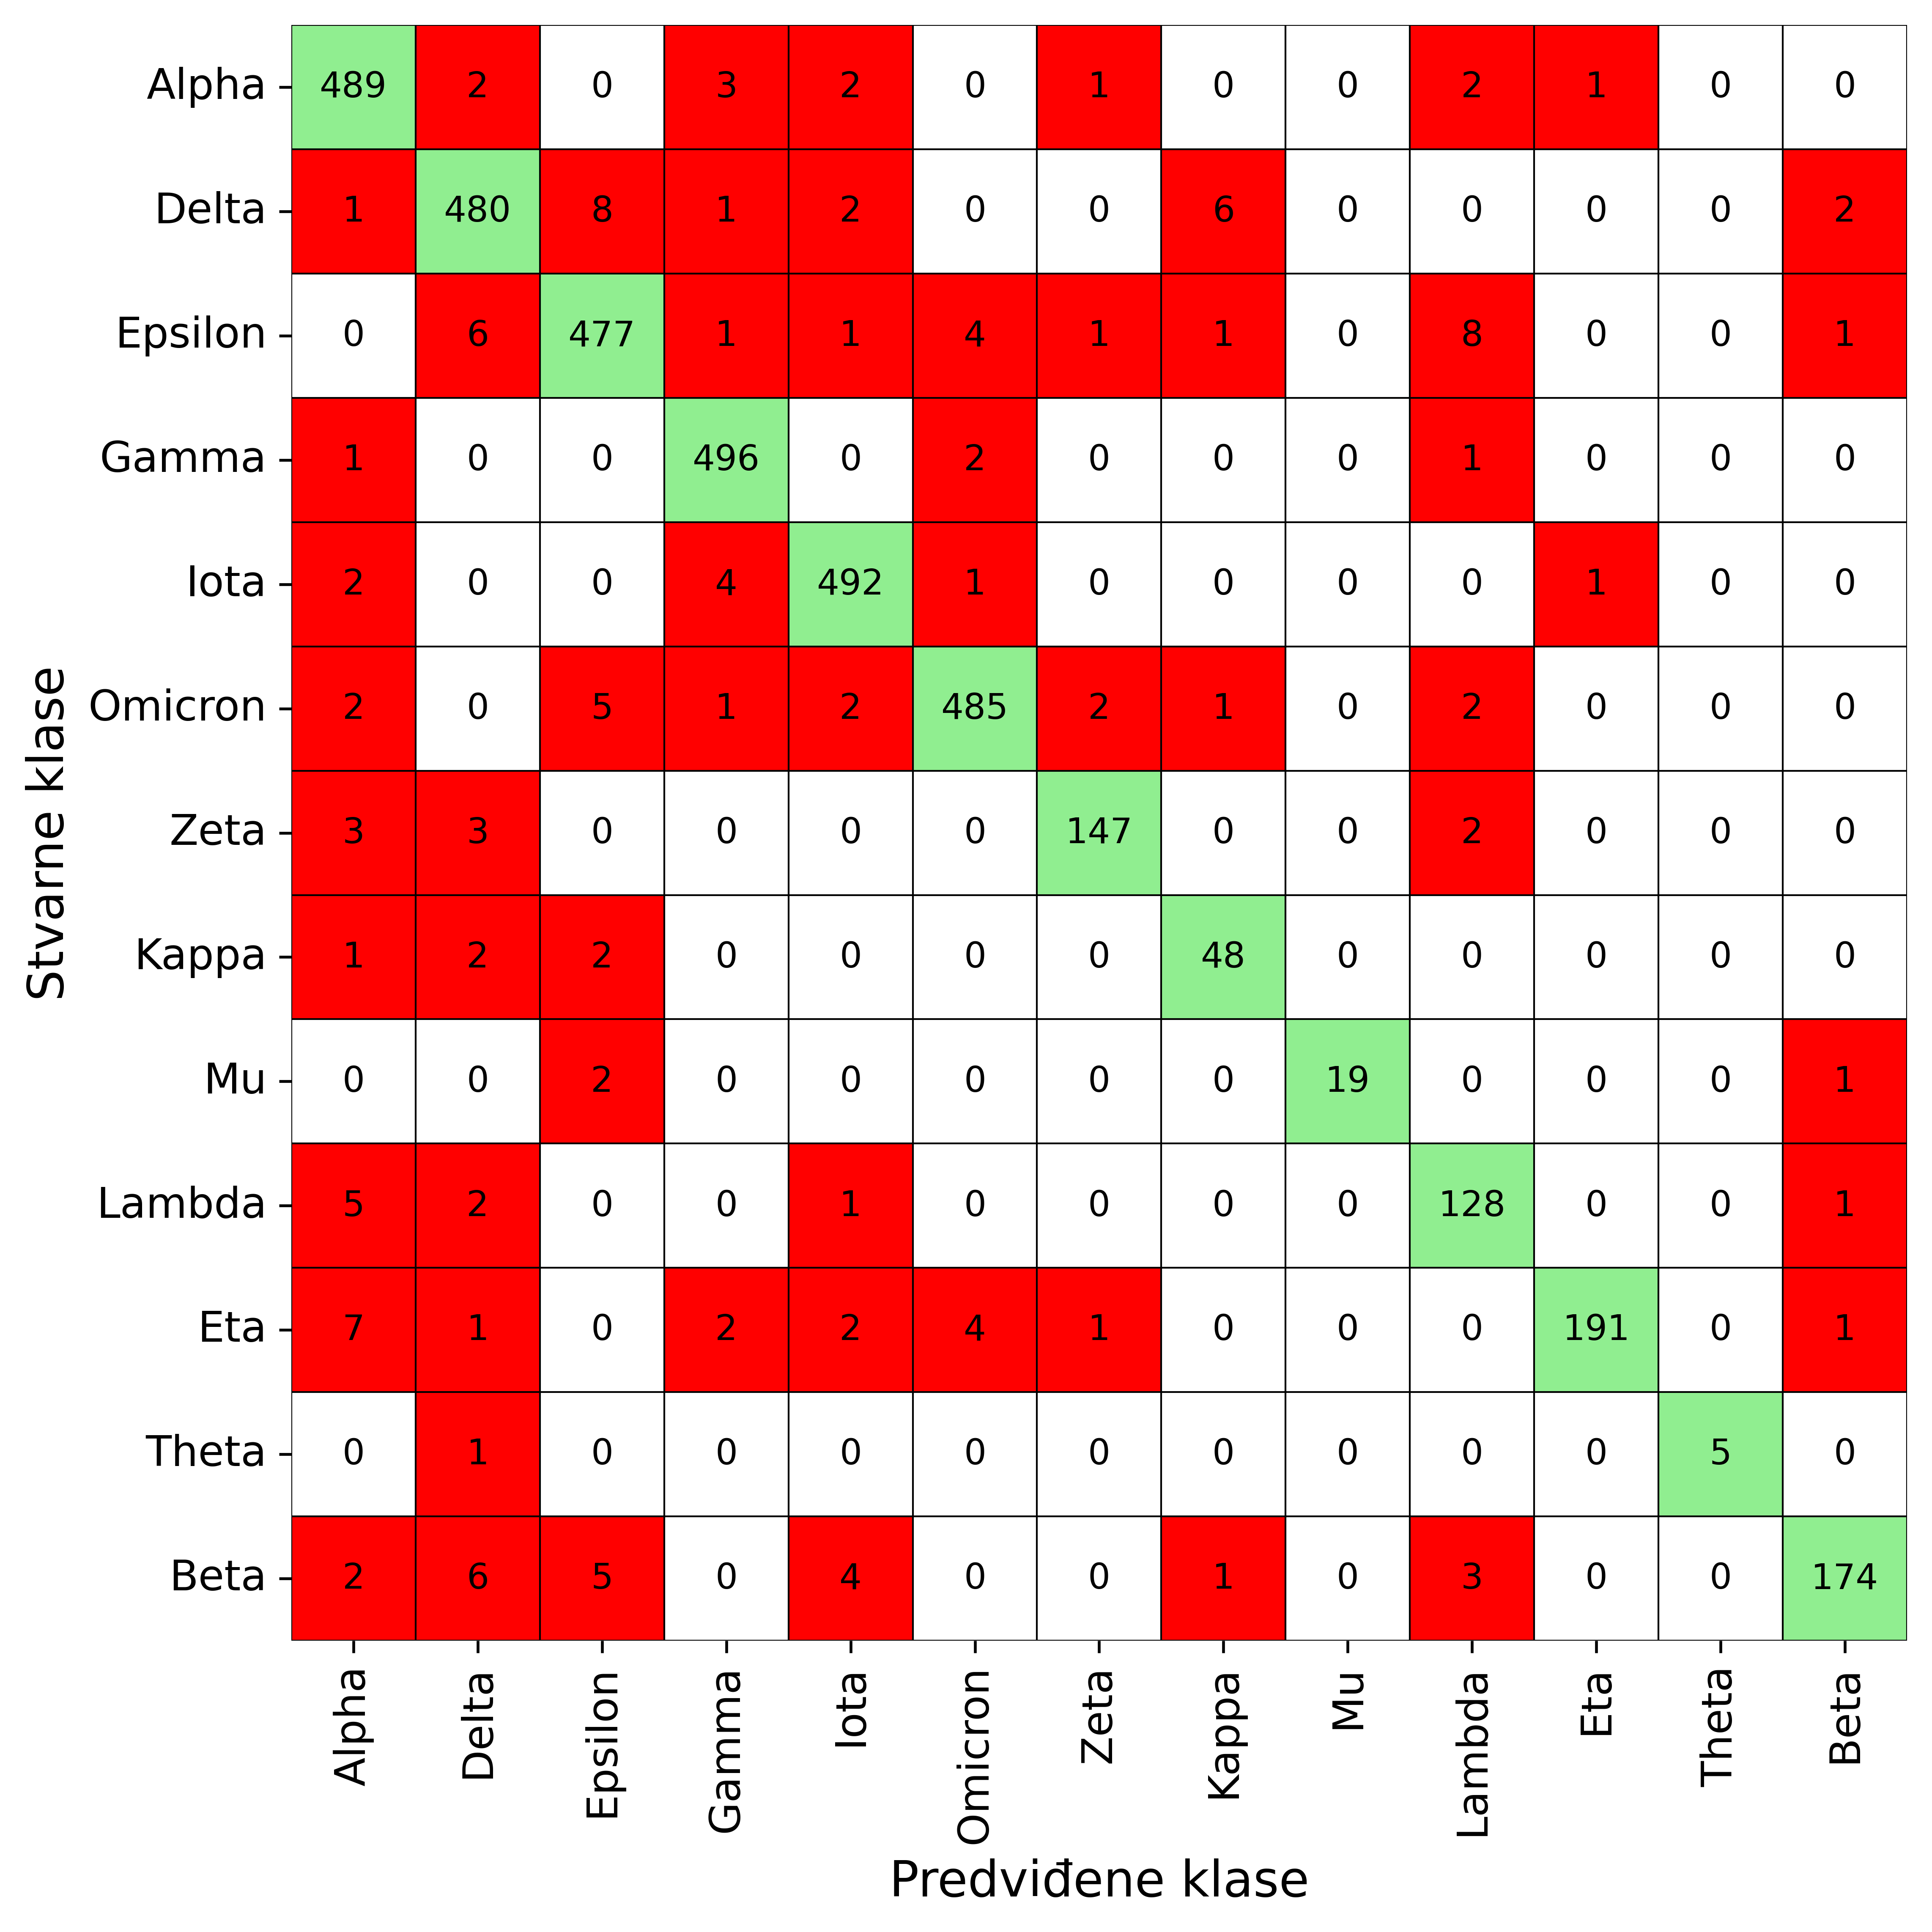 Stvarne klase
Alpha 489 2 0 3 2 0 1 0 0 2 1 0 0
Delta 1 480 8 1 2 0 0 6 0 0 0 0 2
Epsilon 0 6 477 1 1 4 1 1 0 8 0 0 1
Gamma 1 0 0 496 0 2 0 0 0 1 0 0 0
Iota 2 0 0 4 492 1 0 0 0 0 1 0 0
Omicron 2 0 5 1 2 485 2 1 0 2 0 0 0
Zeta 3 3 0 0 0 0 147 0 0 2 0 0 0
Kappa 1 2 2 0 0 0 0 48 0 0 0 0 0
Mu 0 0 2 0 0 0 0 0 19 0 0 0 1
Lambda 5 2 0 0 1 0 0 0 0 128 0 0 1
Eta 7 1 0 2 2 4 1 0 0 0 191 0 1
Theta 0 1 0 0 0 0 0 0 0 0 0 5 0
Beta 2 6 5 0 4 0 0 1 0 3 0 0 174
Alpha Delta Epsilon Gamma Iota Omicron Zeta Kappa Mu Lambda Eta Theta Beta
Predviđene klase